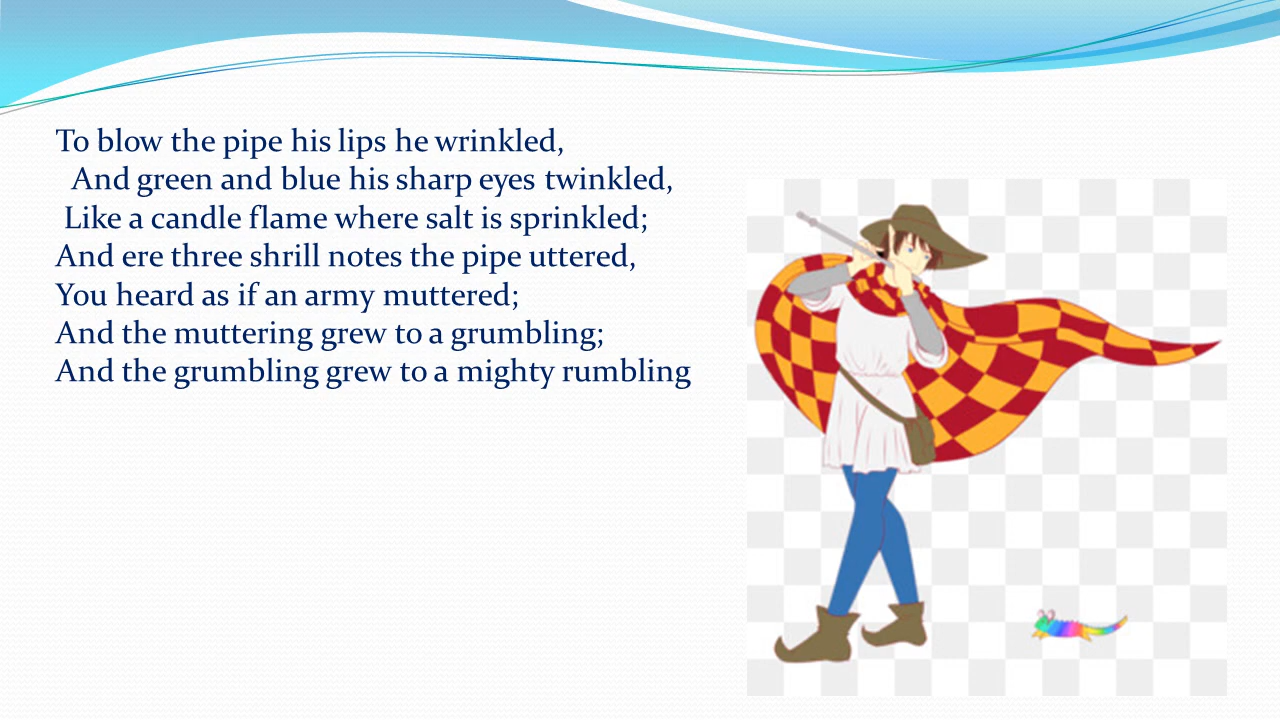 To blow the pipe his lips he wrinkled,
And green and blue his sharp eyes twinkled,
Like a candle flame where salt is sprinkled;
And ere three shrill notes the pipe uttered,
You heard as if an army muttered;
And the muttering grew to a grumbling;
And the grumbling grew to a mighty rumbling